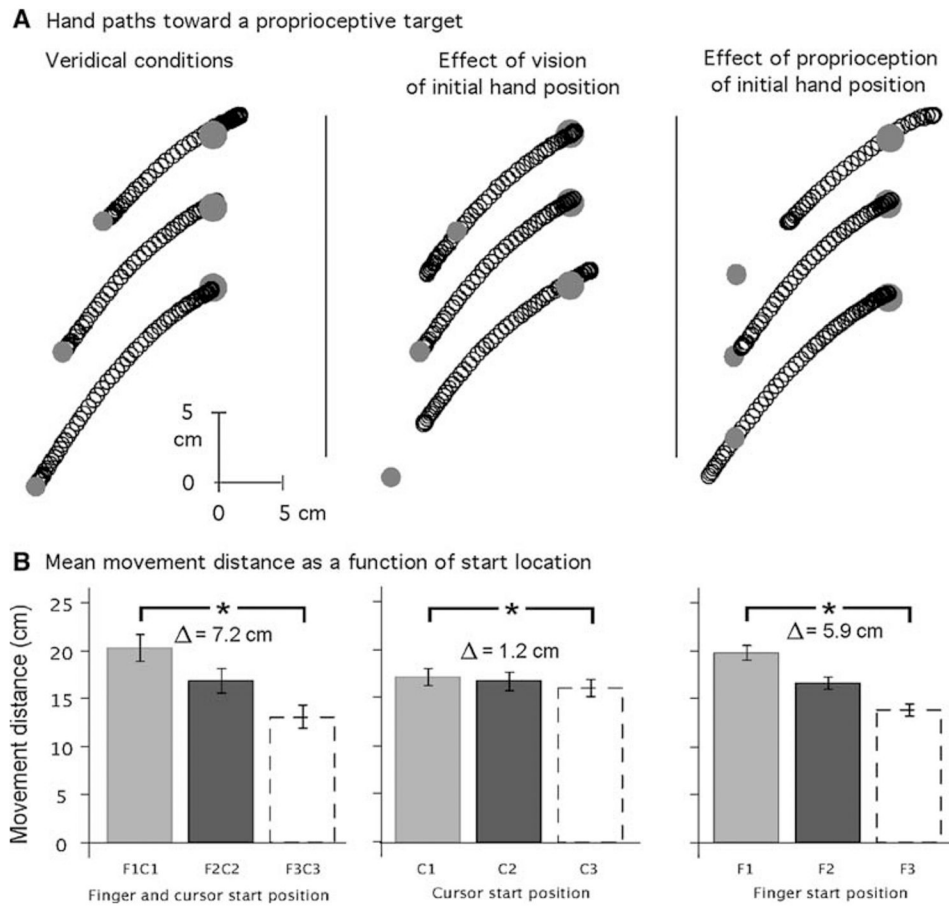 A Hand paths toward a proprioceptive target
Veridical conditions
Effect of vision
of initial hand position
Effect of proprioception
of initial hand position
5
cm
0
0 5 cm
B Mean movement distance as a function of start location
Movement distance (cm)
25
20
15
10
5
0
*
Δ = 7.2 cm
F1C1 F2C2 F3C3
Finger and cursor start position
*
Δ = 1.2 cm
C1 C2 C3
Cursor start position
*
Δ = 5.9 cm
F1 F2 F3
Finger start position